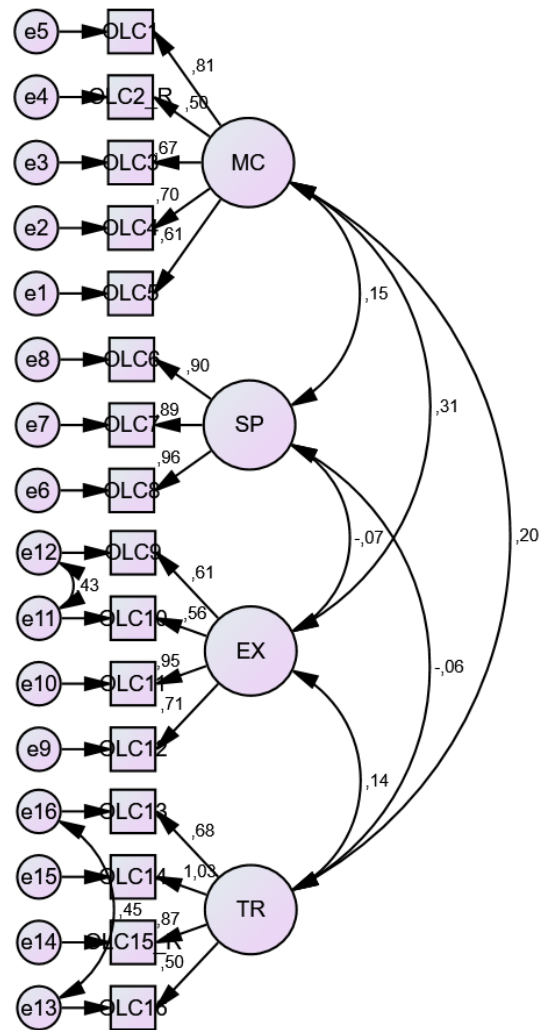 e5 OLC1
,81
e4 OLC2_R ,50
e3 OLC3 ,67 MC
,70
e2 OLC4 ,61
e1 OLC5
,15
e8 OLC6 ,90
,31
e7 OLC7 ,89 SP
e6 OLC8 ,96
-,07
,20
e12 OLC9
,43 ,61
e11 OLC10 ,56
EX
e10 OLC11 ,95
,71
-,06
e9 OLC12
,14
e16 OLC13 ,68
e15 OLC14 1,03
,45 ,87 TR
e14 OLC15_R ,50
e13 OLC16